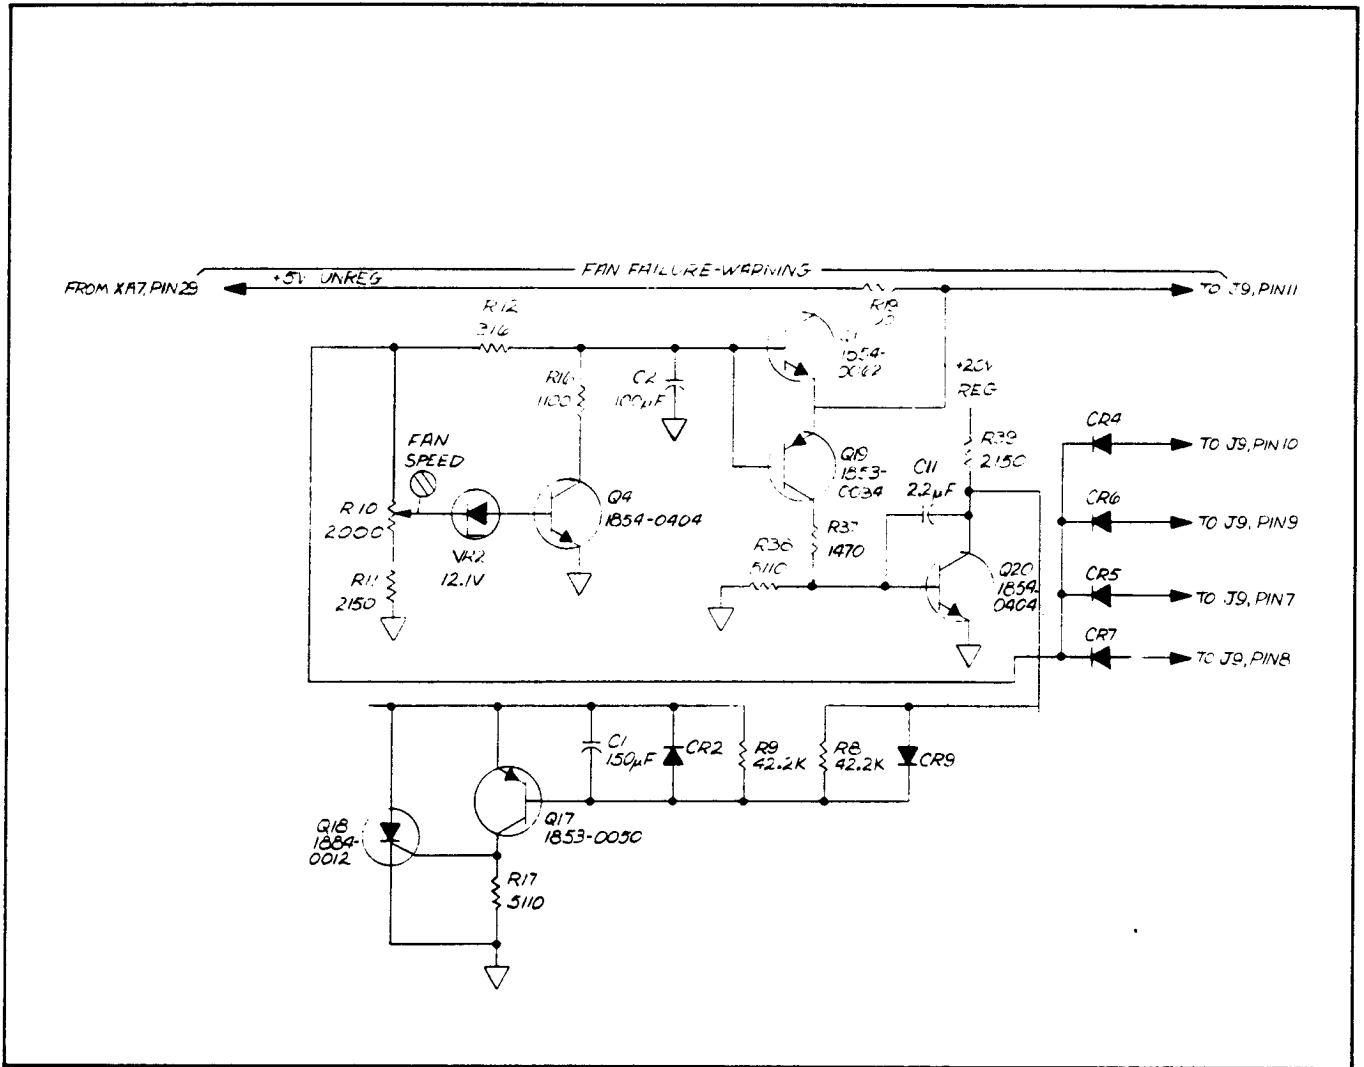 FAN FAILURE-WARNING
+5V UNREG
FROM XA7, PIN 29
TO J9, PIN 11
R12
316
R19
Q1
1854-
R16
1100
C2
100µF
+20V
REG
FAN
SPEED
R10
2000
VR2
12.1V
Q4
1854-0404
Q19
1853-
0034
C11
2.2µF
R39
2150
CR4
TO J9, PIN 10
CR6
TO J9, PIN 9
R11
2150
R37
1470
R38
5110
Q20
1854-
0404
CR5
TO J9, PIN 7
CR7
TO J9, PIN 8
C1
150µF
CR2
R9
42.2K
R8
42.2K
CR9
Q18
1884-
0012
Q17
1853-0050
R17
5110